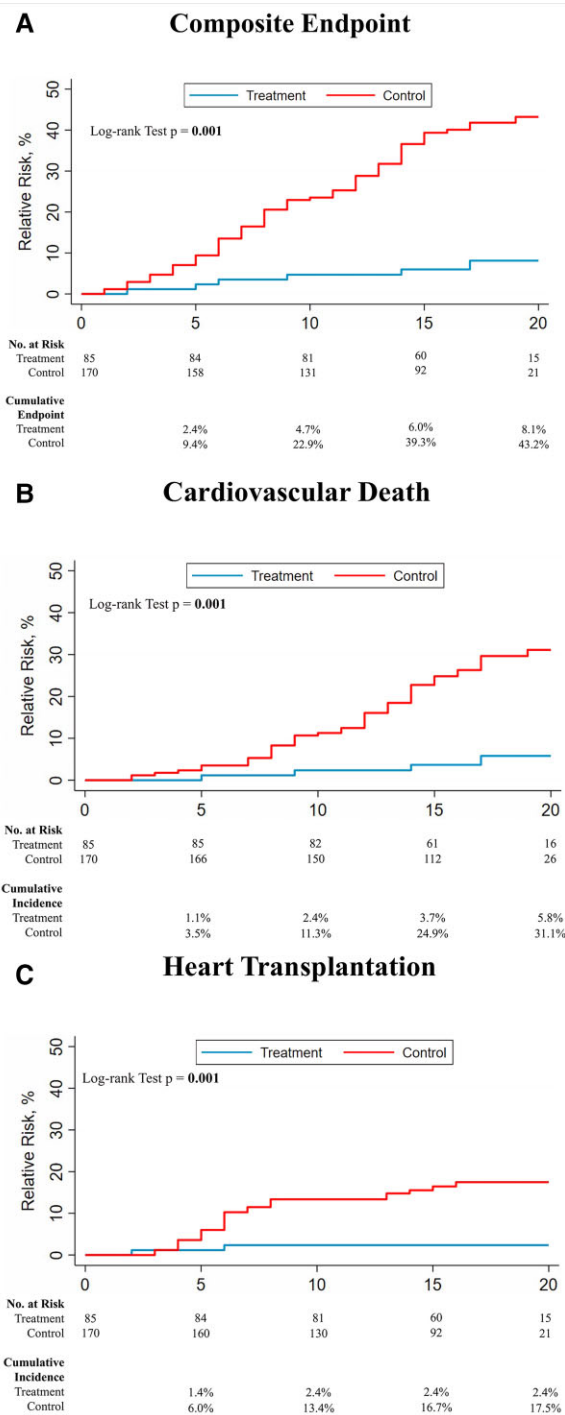 A Composite Endpoint
50
40
30
20
10
0
Relative Risk, %
Treatment Control
Log-rank Test p = 0.001
0 5 10 15 20
No. at Risk
Treatment 85 84 81 60 15
Control 170 158 131 92 21
Cumulative
Endpoint
Treatment 2.4% 4.7% 6.0% 8.1%
Control 9.4% 22.9% 39.3% 43.2%
B Cardiovascular Death
50
40
30
20
10
0
Relative Risk, %
Treatment Control
Log-rank Test p = 0.001
0 5 10 15 20
No. at Risk
Treatment 85 85 82 61 16
Control 170 166 150 112 26
Cumulative
Incidence
Treatment 1.1% 2.4% 3.7% 5.8%
Control 3.5% 11.3% 24.9% 31.1%
C Heart Transplantation
50
40
30
20
10
0
Relative Risk, %
Treatment Control
Log-rank Test p = 0.001
0 5 10 15 20
No. at Risk
Treatment 85 84 81 60 15
Control 170 160 130 92 21
Cumulative
Incidence
Treatment 1.4% 2.4% 2.4% 2.4%
Control 6.0% 13.4% 16.7% 17.5%